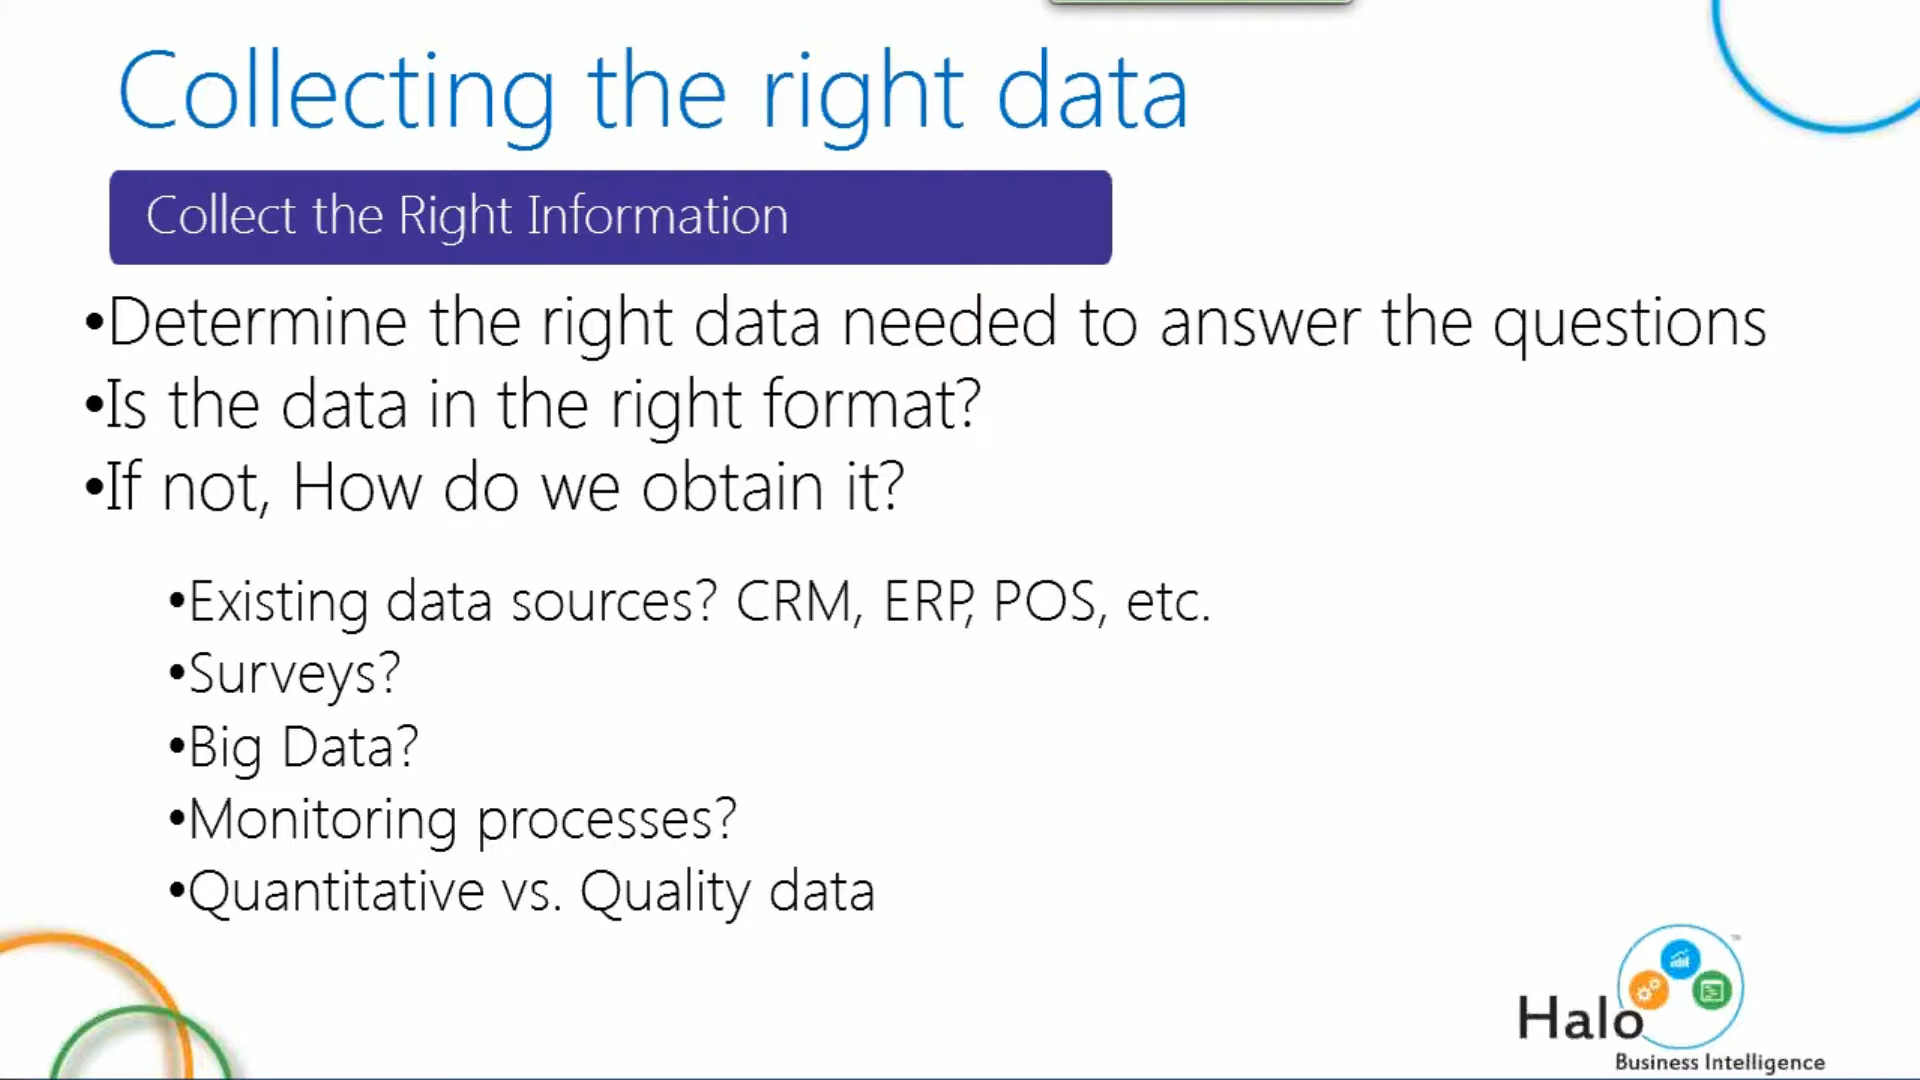 Collecting the right data
Collect the Right Information
•Determine the right data needed to answer the questions
•Is the data in the right format?
•If not, How do we obtain it?
•Existing data sources? CRM, ERP, POS, etc.
•Surveys?
•Big Data?
•Monitoring processes?
•Quantitative vs. Quality data
Halo
Business Intelligence